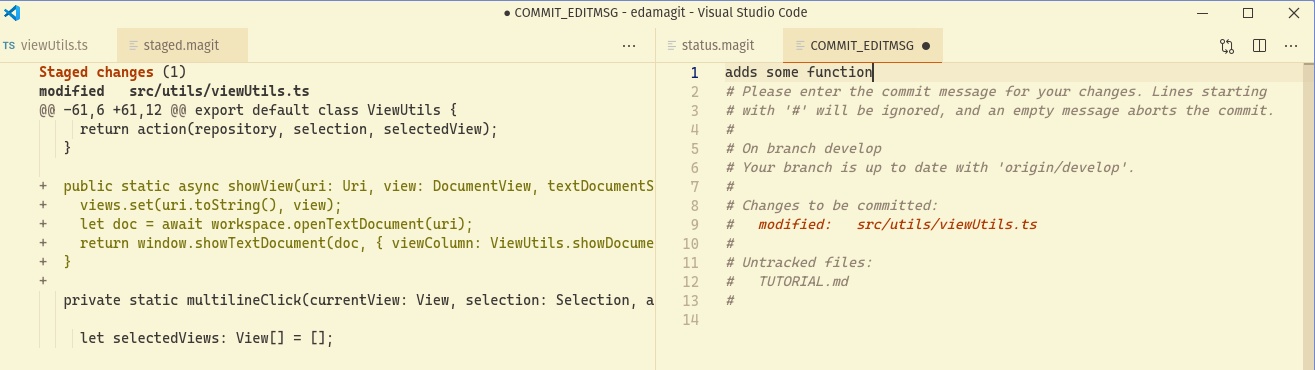 ● COMMIT_EDITMSG - edamagit - Visual Studio Code
TS viewUtils.ts
staged.magit
...
status.magit
COMMIT_EDITMSG ●
...
Staged changes (1)
modified   src/utils/viewUtils.ts
@@ -61,6 +61,12 @@ export default class ViewUtils {
return action(repository, selection, selectedView);
}
+ public static async showView(uri: Uri, view: DocumentView, textDocumentS
+ views.set(uri.toString(), view);
+ let doc = await workspace.openTextDocument(uri);
+ return window.showTextDocument(doc, { viewColumn: ViewUtils.showDocume
+ }
+
private static multilineClick(currentView: View, selection: Selection, a
let selectedViews: View[] = [];
1 adds some function
2 # Please enter the commit message for your changes. Lines starting
3 # with '#' will be ignored, and an empty message aborts the commit.
4 #
5 # On branch develop
6 # Your branch is up to date with 'origin/develop'.
7 #
8 # Changes to be committed:
9 #   modified:   src/utils/viewUtils.ts
10 #
11 # Untracked files:
12 #   TUTORIAL.md
13 #
14